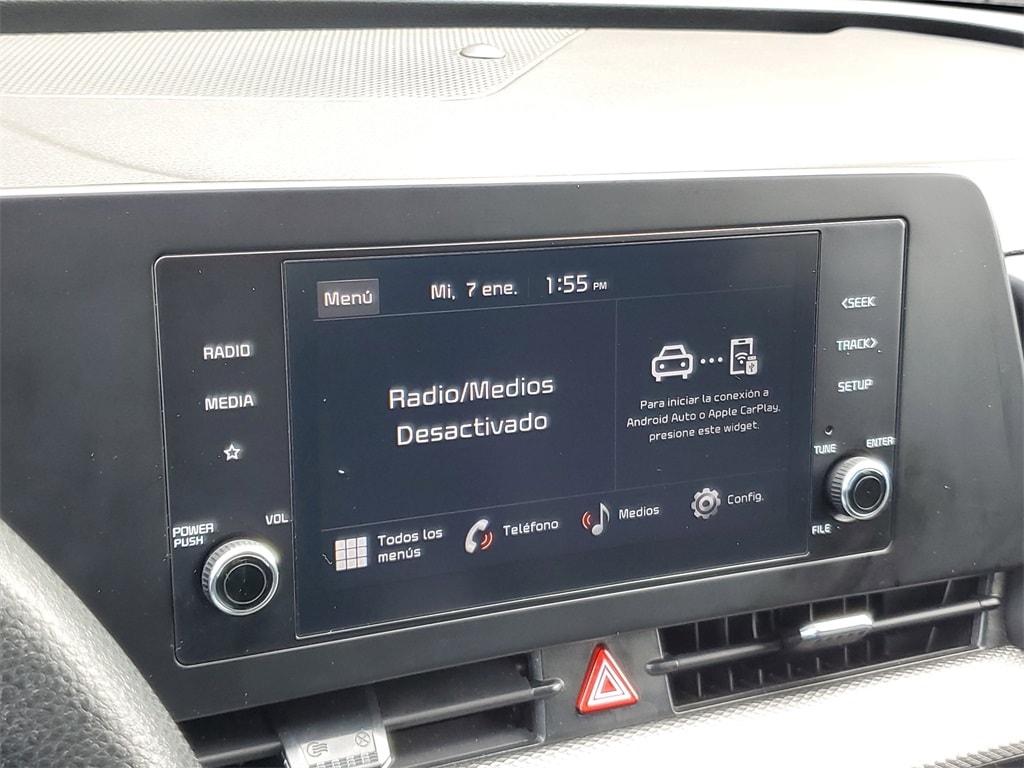 Menú
Mi, 7 ene. 1:55 PM
Radio/Medios
Desactivado
Para iniciar la conexión a
Android Auto o Apple CarPlay,
presione este widget.
Todos los
menús
Teléfono
Medios
Config.
RADIO
MEDIA
POWER
PUSH
VOL
<SEEK
TRACK>
SETUP
TUNE
ENTER
FILE